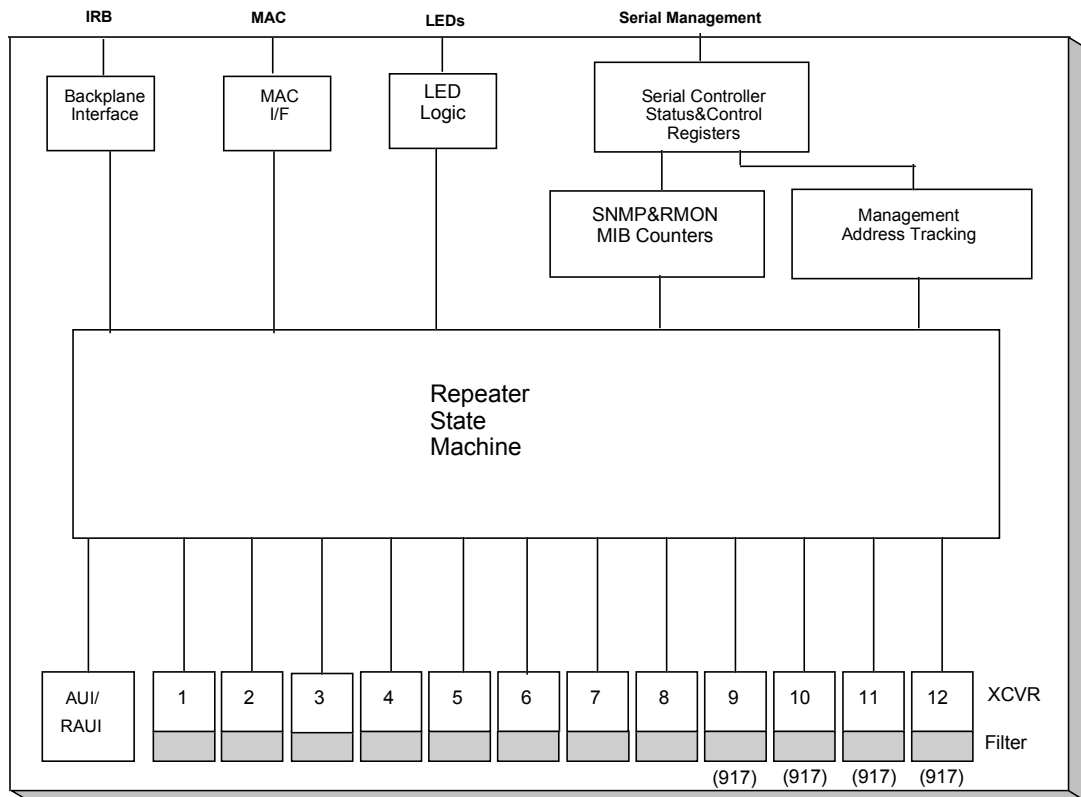 IRB MAC LEDs Serial Management
Backplane
Interface
MAC
I/F
LED
Logic
Serial Controller
Status&Control
Registers
SNMP&RMON
MIB Counters
Management
Address Tracking
Repeater
State
Machine
AUI/
RAUI
1 2 3 4 5 6 7 8 9 10 11 12 XCVR
Filter
(917) (917) (917) (917)